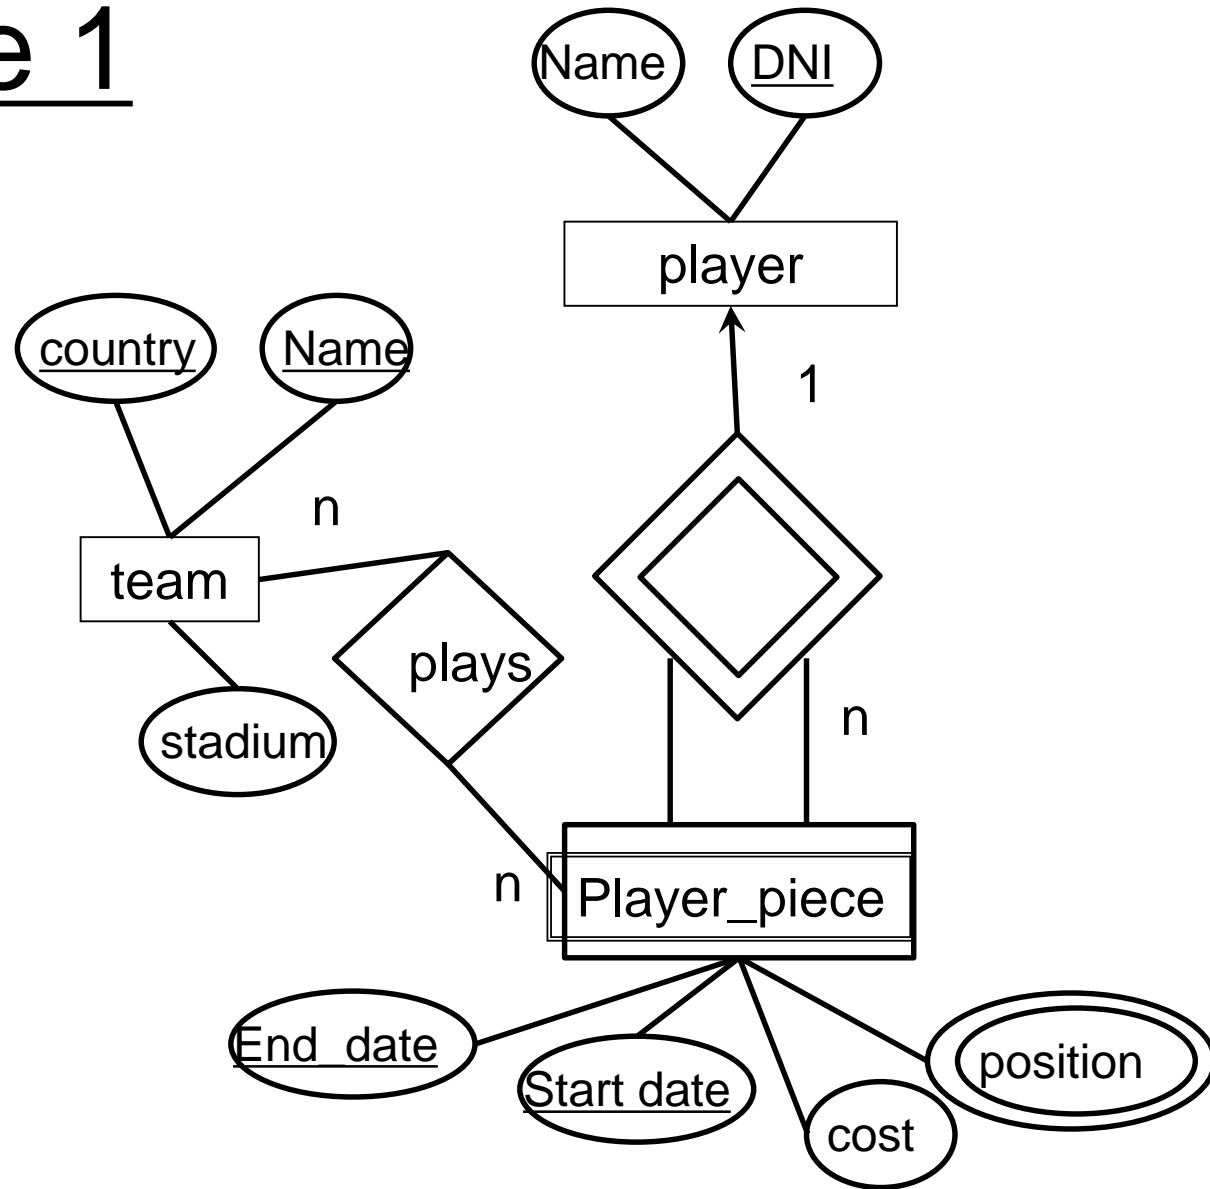 e 1
Name
DNI
player
country
Name
1
n
team
plays
stadium
n
n
Player_piece
End_date
Start date
position
cost